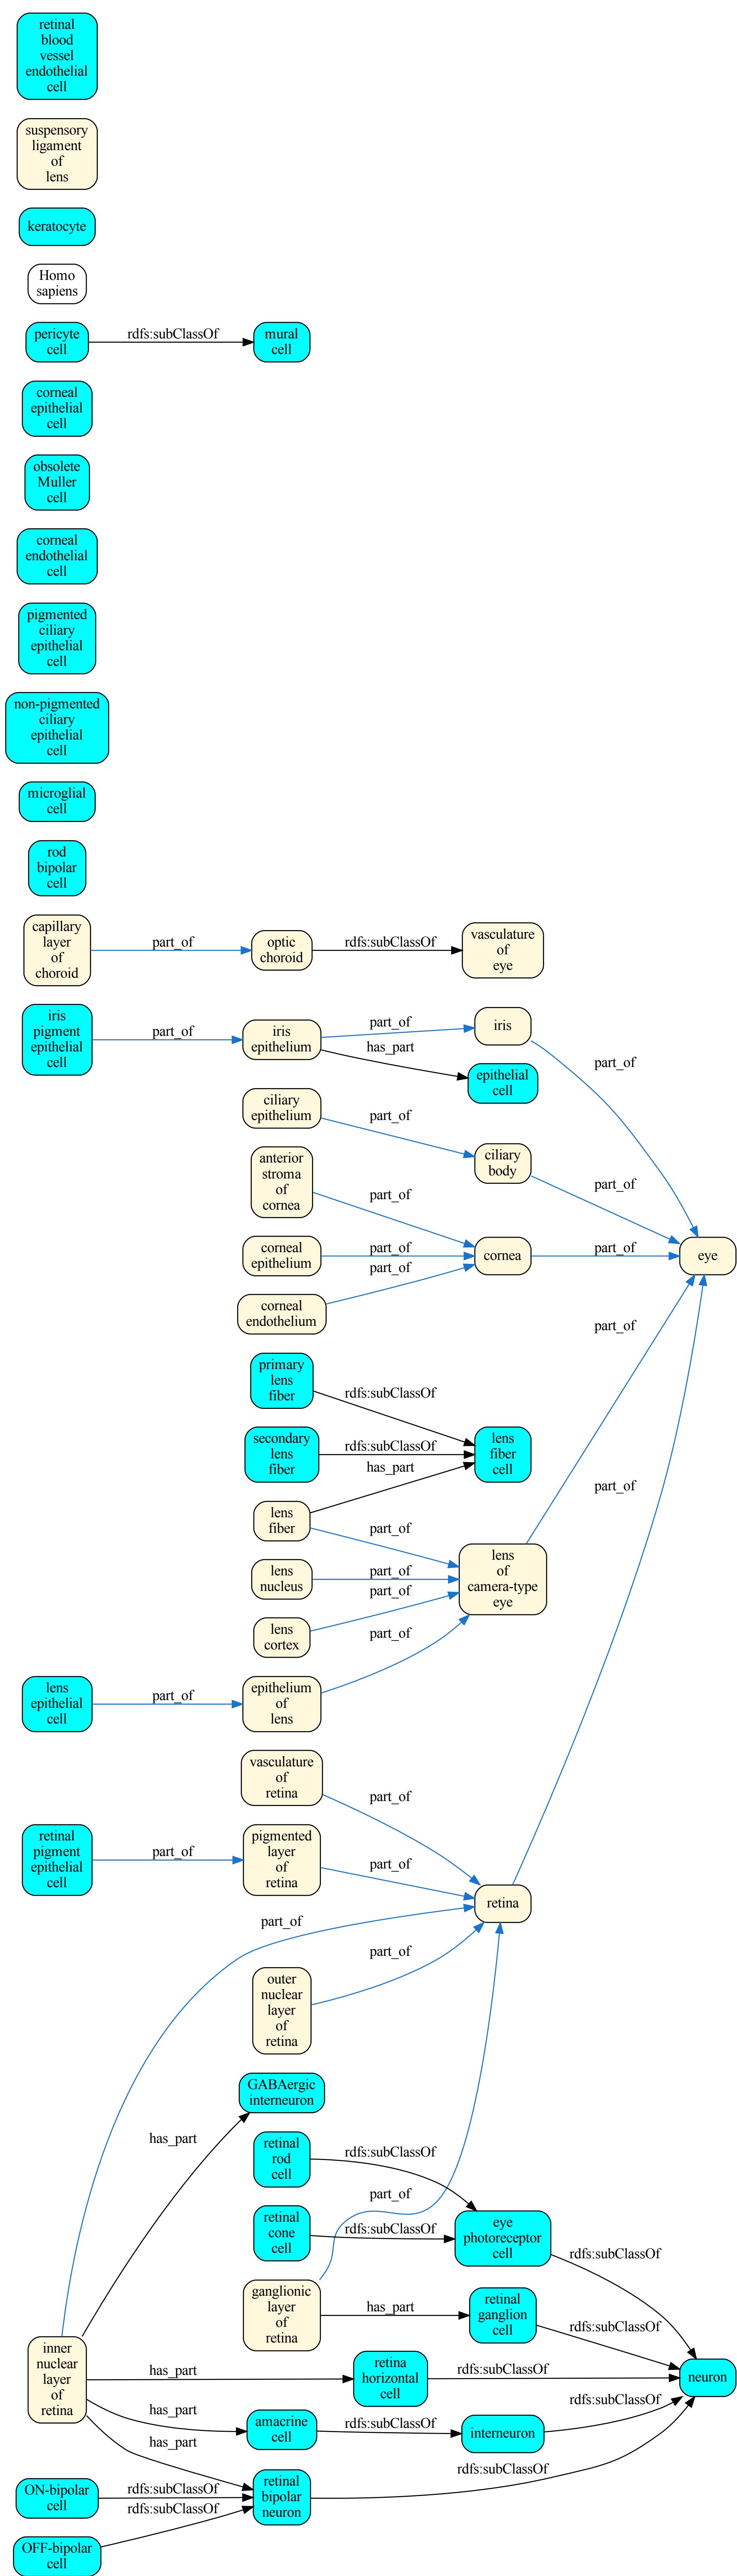 retinal
blood
vessel
endothelial
cell
suspensory
ligament
of
lens
keratocyte
Homo
sapiens
pericyte
cell
rdfs:subClassOf
mural
cell
corneal
epithelial
cell
obsolete
Muller
cell
corneal
endothelial
cell
pigmented
ciliary
epithelial
cell
non-pigmented
ciliary
epithelial
cell
microglial
cell
rod
bipolar
cell
capillary
layer
of
choroid
part_of
optic
choroid
rdfs:subClassOf
vasculature
of
eye
iris
pigment
epithelial
cell
part_of
iris
epithelium
part_of
iris
has_part
epithelial
cell
part_of
ciliary
epithelium
part_of
ciliary
body
part_of
anterior
stroma
of
cornea
part_of
corneal
epithelium
part_of
cornea
part_of
eye
corneal
endothelium
part_of
primary
lens
fiber
rdfs:subClassOf
secondary
lens
fiber
rdfs:subClassOf
lens
fiber
cell
has_part
lens
fiber
part_of
lens
nucleus
part_of
lens
of
camera-type
eye
part_of
lens
cortex
part_of
lens
epithelial
cell
part_of
epithelium
of
lens
part_of
vasculature
of
retina
part_of
retinal
pigment
epithelial
cell
part_of
pigmented
layer
of
retina
part_of
retina
part_of
part_of
outer
nuclear
layer
of
retina
part_of
GABAergic
interneuron
has_part
retinal
rod
cell
rdfs:subClassOf
retinal
cone
cell
rdfs:subClassOf
eye
photoreceptor
cell
rdfs:subClassOf
part_of
ganglionic
layer
of
retina
has_part
retinal
ganglion
cell
rdfs:subClassOf
inner
nuclear
layer
of
retina
has_part
retina
horizontal
cell
rdfs:subClassOf
neuron
has_part
amacrine
cell
rdfs:subClassOf
interneuron
rdfs:subClassOf
has_part
ON-bipolar
cell
rdfs:subClassOf
retinal
bipolar
neuron
rdfs:subClassOf
OFF-bipolar
cell
rdfs:subClassOf